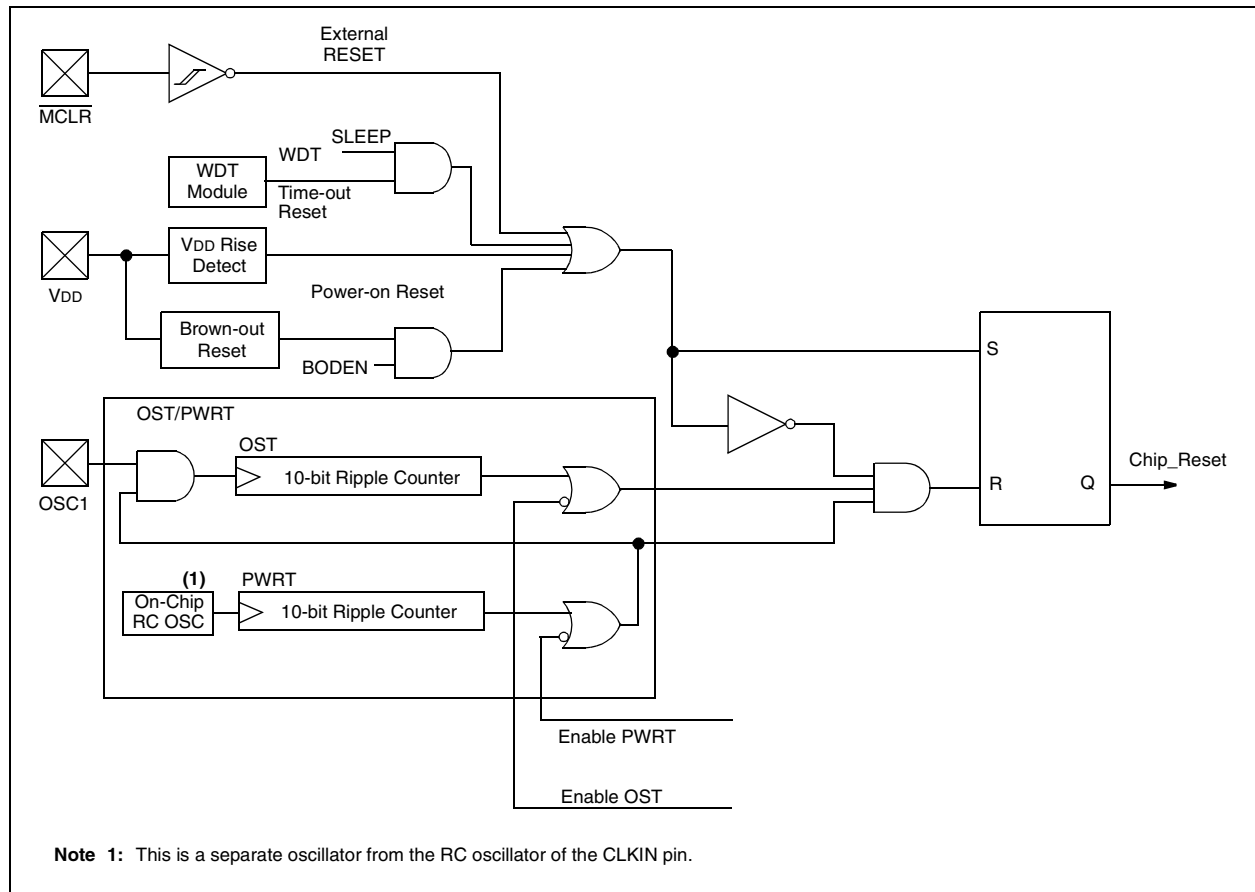 External
RESET
MCLR
SLEEP
WDT
WDT
Module
Time-out
Reset
VDD Rise
Detect
VDD
Power-on Reset
Brown-out
Reset
BODEN
S
OST/PWRT
OST
10-bit Ripple Counter
OSC1
Chip_Reset
R
Q
(1)
PWRT
On-Chip
RC OSC
10-bit Ripple Counter
Enable PWRT
Enable OST
Note 1: This is a separate oscillator from the RC oscillator of the CLKIN pin.